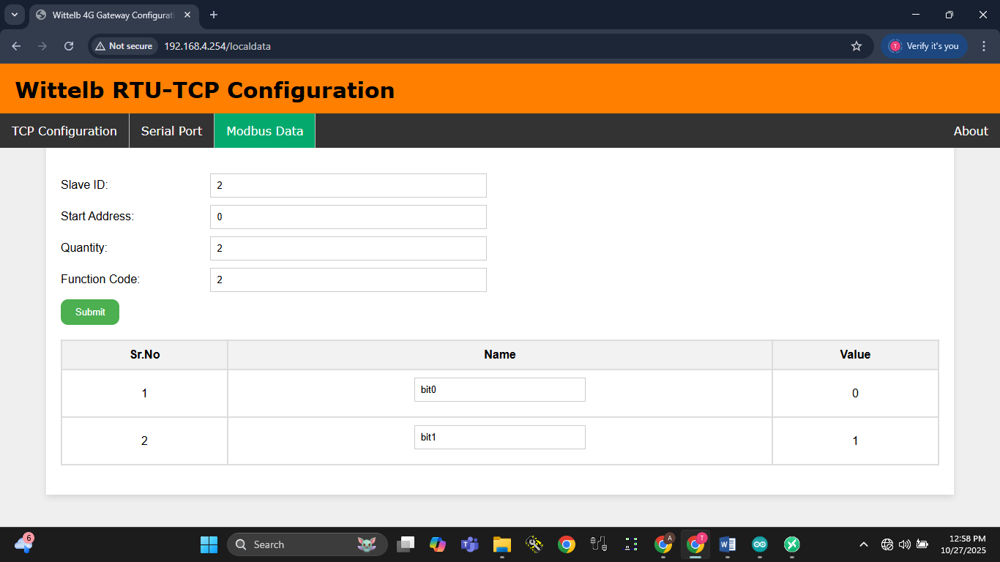 Wittelb 4G Gateway Configurati
Not secure
192.168.4.254/localdata
T
Verify it's you
Wittelb RTU-TCP Configuration
TCP Configuration
Serial Port
Modbus Data
About
Slave ID:
2
Start Address:
0
Quantity:
2
Function Code:
2
Submit
Sr.No Name Value
1 bit0 0
2 bit1 1
6
Search
A
T
W
12:58 PM
10/27/2025